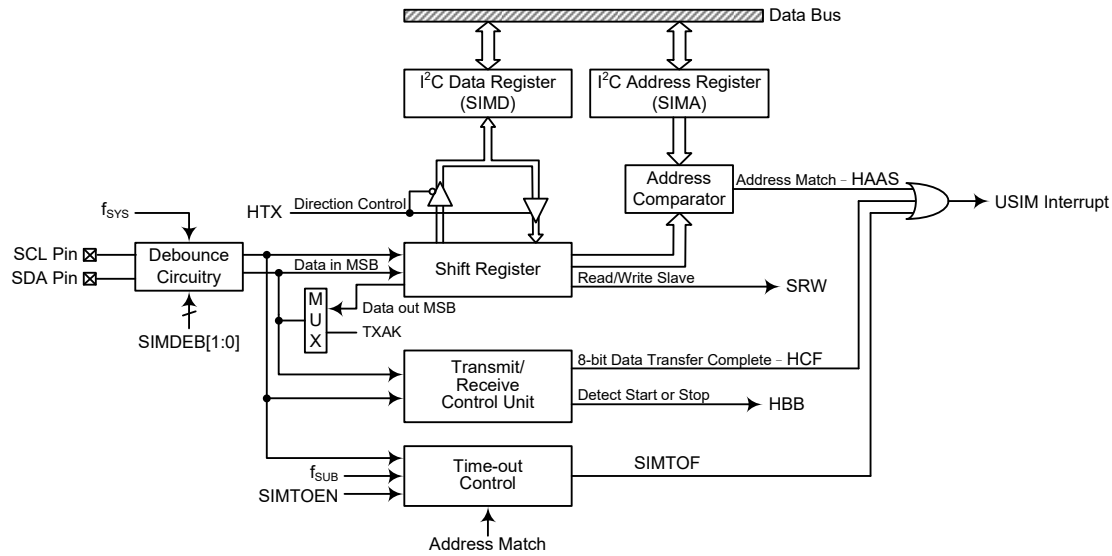 Data Bus
I²C Data Register
(SIMD)
I²C Address Register
(SIMA)
Address
Comparator
Address Match - HAAS
USIM Interrupt
HTX
Direction Control
fSYS
SCL Pin
SDA Pin
Debounce
Circuitry
Data in MSB
Shift Register
Read/Write Slave
SRW
SIMDEB[1:0]
M
U
X
Data out MSB
TXAK
Transmit/
Receive
Control Unit
8-bit Data Transfer Complete - HCF
Detect Start or Stop
HBB
fSUB
SIMTOEN
Time-out
Control
SIMTOF
Address Match